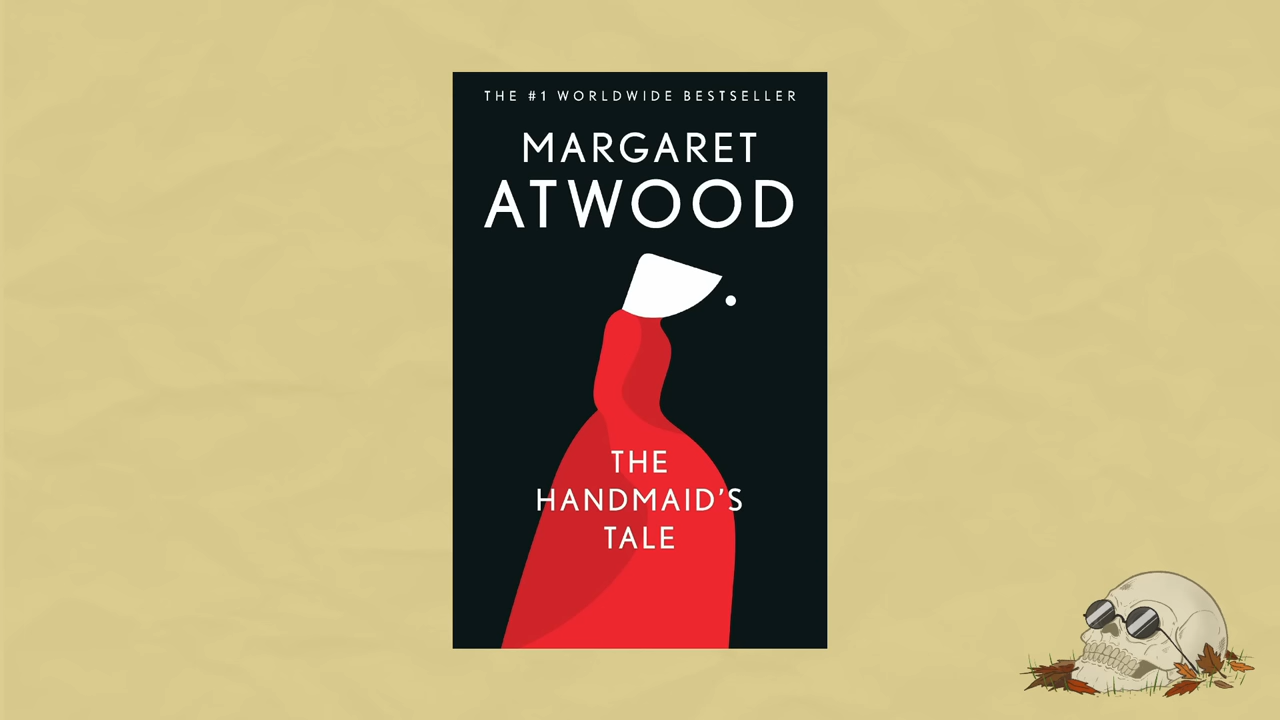 THE #1 WORLDWIDE BESTSELLER
MARGARET
ATWOOD
THE
HANDMAID'S
TALE